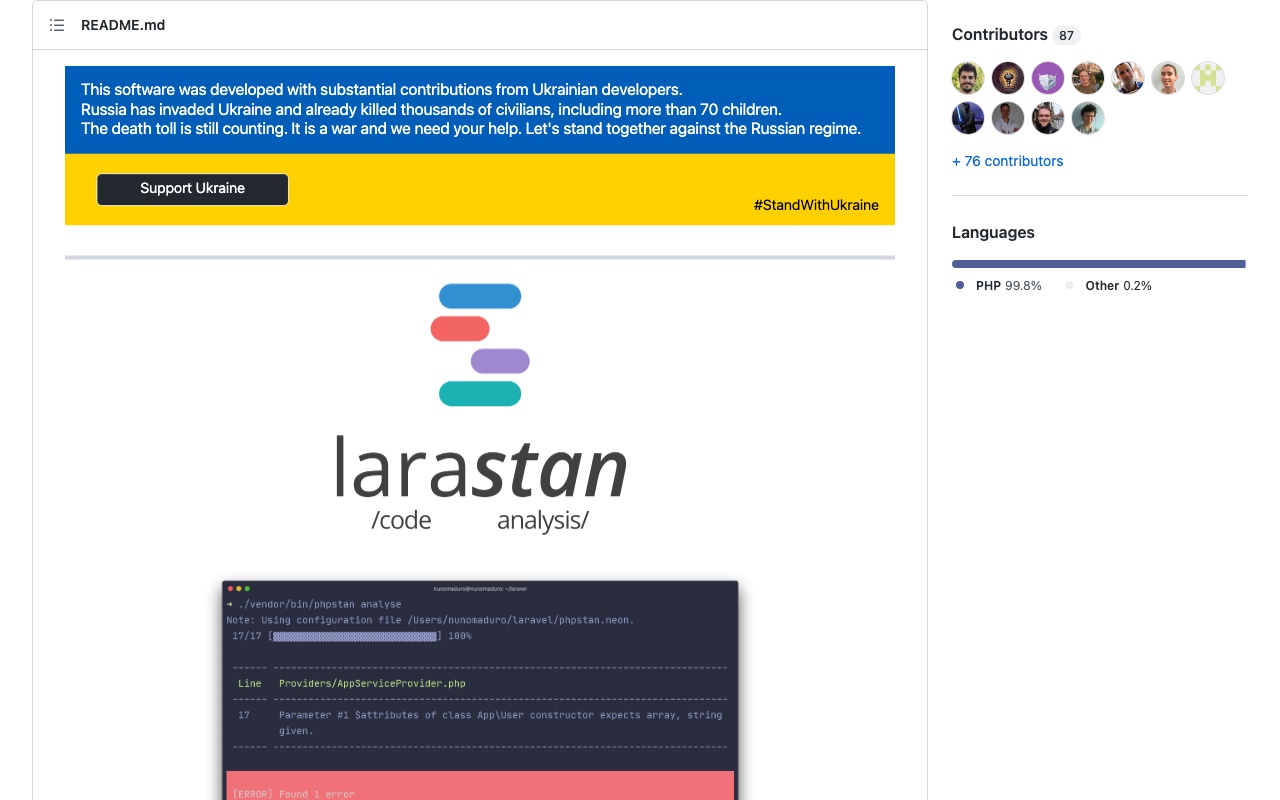 README.md
This software was developed with substantial contributions from Ukrainian developers.
Russia has invaded Ukraine and already killed thousands of civilians, including more than 70 children.
The death toll is still counting. It is a war and we need your help. Let's stand together against the Russian regime.
Support Ukraine
#StandWithUkraine
larastan
/code analysis/
nunomaduro@nunomaduro: ~/laravel
➜ ./vendor/bin/phpstan analyse
Note: Using configuration file /Users/nunomaduro/laravel/phpstan.neon.
17/17 [▓▓▓▓▓▓▓▓▓▓▓▓▓▓▓▓▓▓▓▓▓▓▓▓▓▓▓▓] 100%
------ -----------------------------------------------------------------------------
Line Providers/AppServiceProvider.php
------ -----------------------------------------------------------------------------
17 Parameter #1 $attributes of class App\User constructor expects array, string
given.
------ -----------------------------------------------------------------------------
[ERROR] Found 1 error
Contributors 87
+ 76 contributors
Languages
PHP 99.8% Other 0.2%